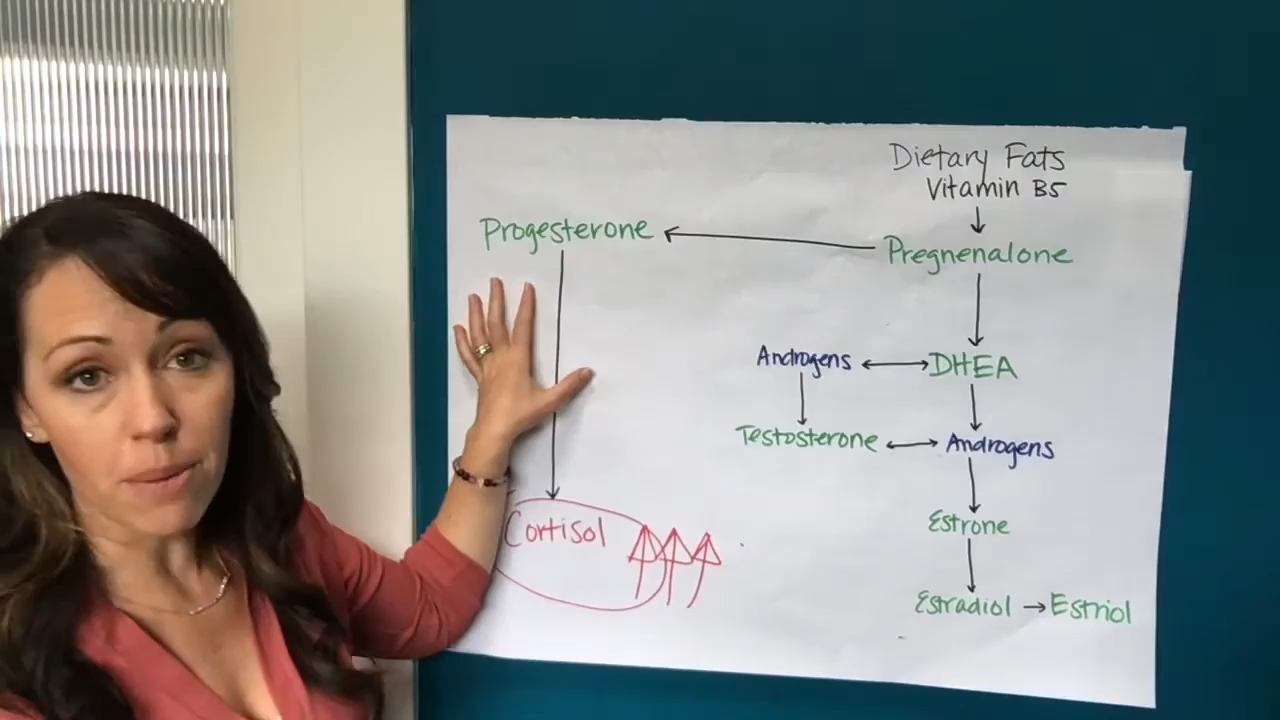 Dietary Fats
Vitamin B5
Progesterone
Pregnenalone
Androgens
DHEA
Testosterone
Androgens
Estrone
Cortisol
Estradiol → Estriol